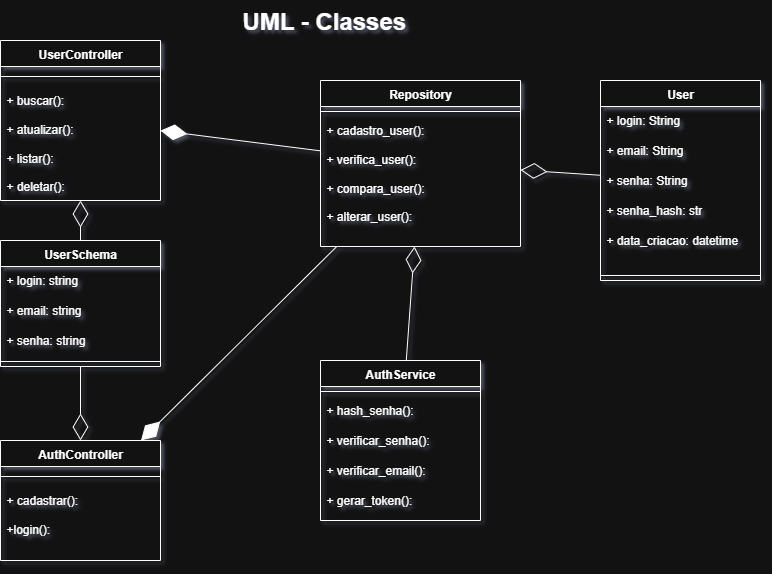 UML - Classes
UserController
+ buscar():
+ atualizar():
+ listar():
+ deletar():
Repository
+ cadastro_user():
+ verifica_user():
+ compara_user():
+ alterar_user():
User
+ login: String
+ email: String
+ senha: String
+ senha_hash: str
+ data_criacao: datetime
UserSchema
+ login: string
+ email: string
+ senha: string
AuthService
+ hash_senha():
+ verificar_senha():
+ verificar_email():
+ gerar_token():
AuthController
+ cadastrar():
+login():